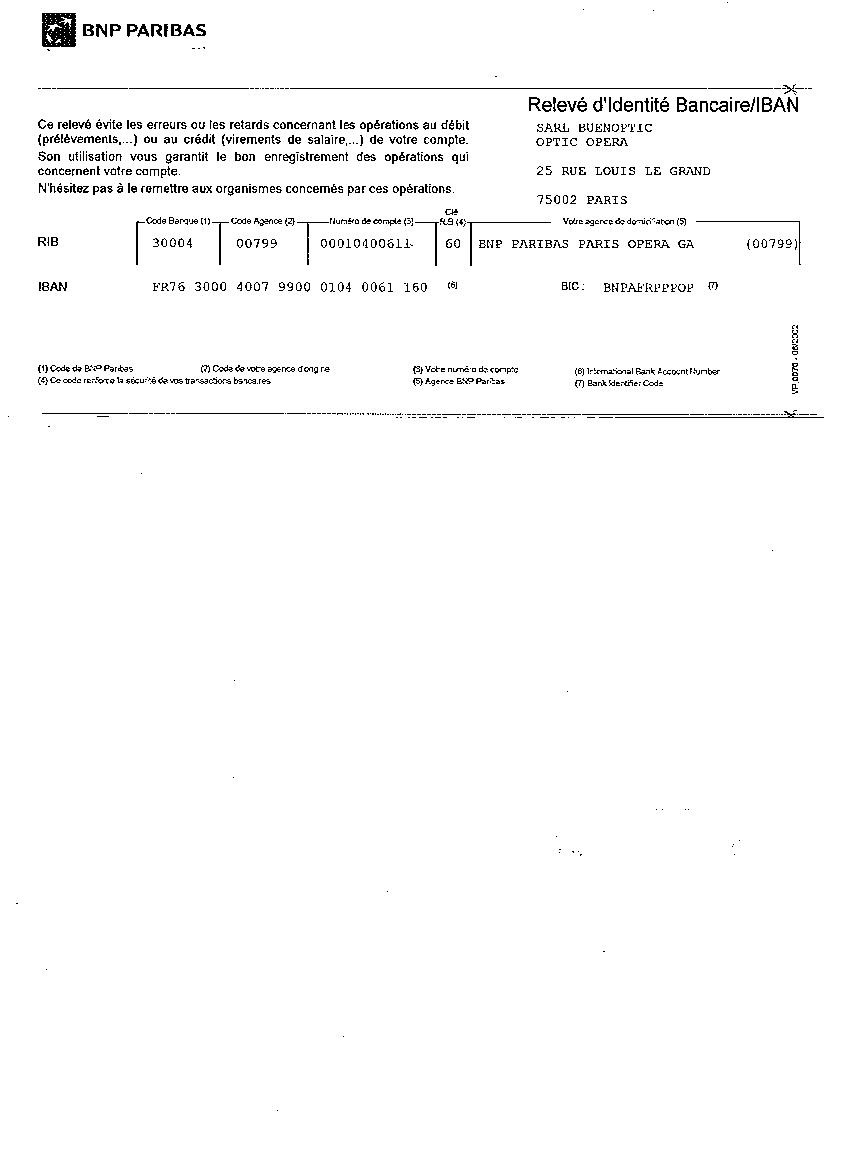 BNP PARIBAS
Relevé d'Identité Bancaire/IBAN
Ce relevé évite les erreurs ou les retards concernant les opérations au débit
(prélèvements,...) ou au crédit (virements de salaire,...) de votre compte.
Son utilisation vous garantit le bon enregistrement des opérations qui
concernent votre compte.
N'hésitez pas à le remettre aux organismes concernés par ces opérations.
SARL BUENOPTIC
OPTIC OPERA
25 RUE LOUIS LE GRAND
75002 PARIS
Code Banque (1) Code Agence (2) Numéro de compte (3) Clé RIB (4) Votre agence de domiciliation (5)
RIB 30004 00799 00010400611 60 BNP PARIBAS PARIS OPERA GA (00799)
IBAN FR76 3000 4007 9900 0104 0061 160 (6) BIC: BNPAFRPPPOP (7)
(1) Code de BNP Paribas (2) Code de votre agence d'origine (3) Votre numéro de compte (6) International Bank Account Number
(4) Ce code renforce la sécurité de vos transactions bancaires (5) Agence BNP Paribas (7) Bank Identifier Code
VP 0070 - 06/2002